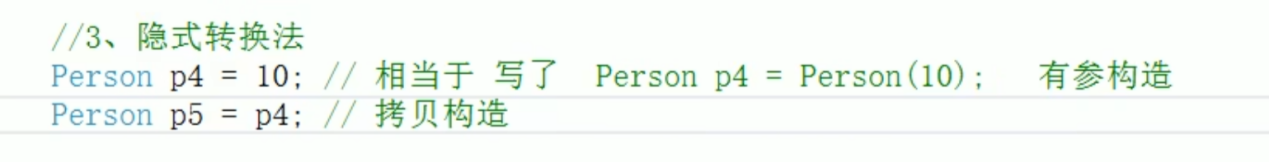 //3、隐式转换法
Person p4 = 10; // 相当于 写了  Person p4 = Person(10);   有参构造
Person p5 = p4; // 拷贝构造